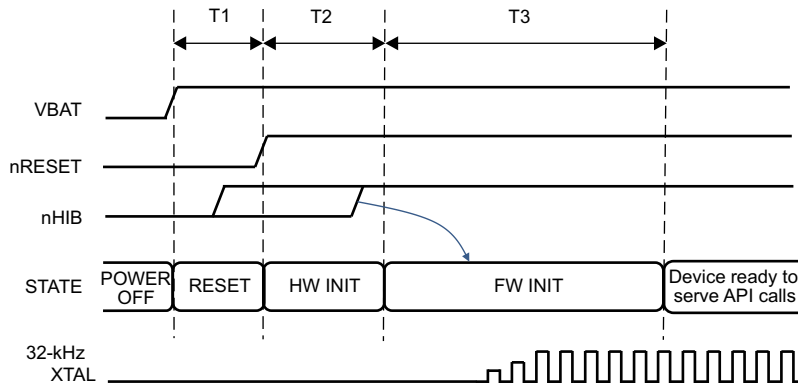 T1 T2 T3
VBAT
nRESET
nHIB
STATE
POWER
OFF
RESET
HW INIT
FW INIT
Device ready to
serve API calls
32-kHz
XTAL